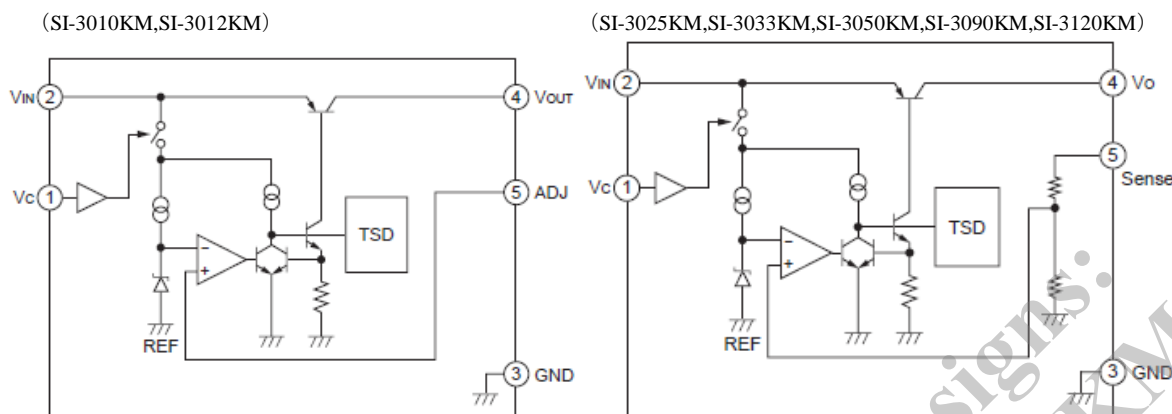 （SI-3010KM,SI-3012KM）
VIN 2
4 VOUT
VC 1
5 ADJ
TSD
−
+
REF
3 GND
（SI-3025KM,SI-3033KM,SI-3050KM,SI-3090KM,SI-3120KM）
VIN 2
4 Vo
5
Sense
VC 1
TSD
−
+
REF
3 GND
signs:
KM